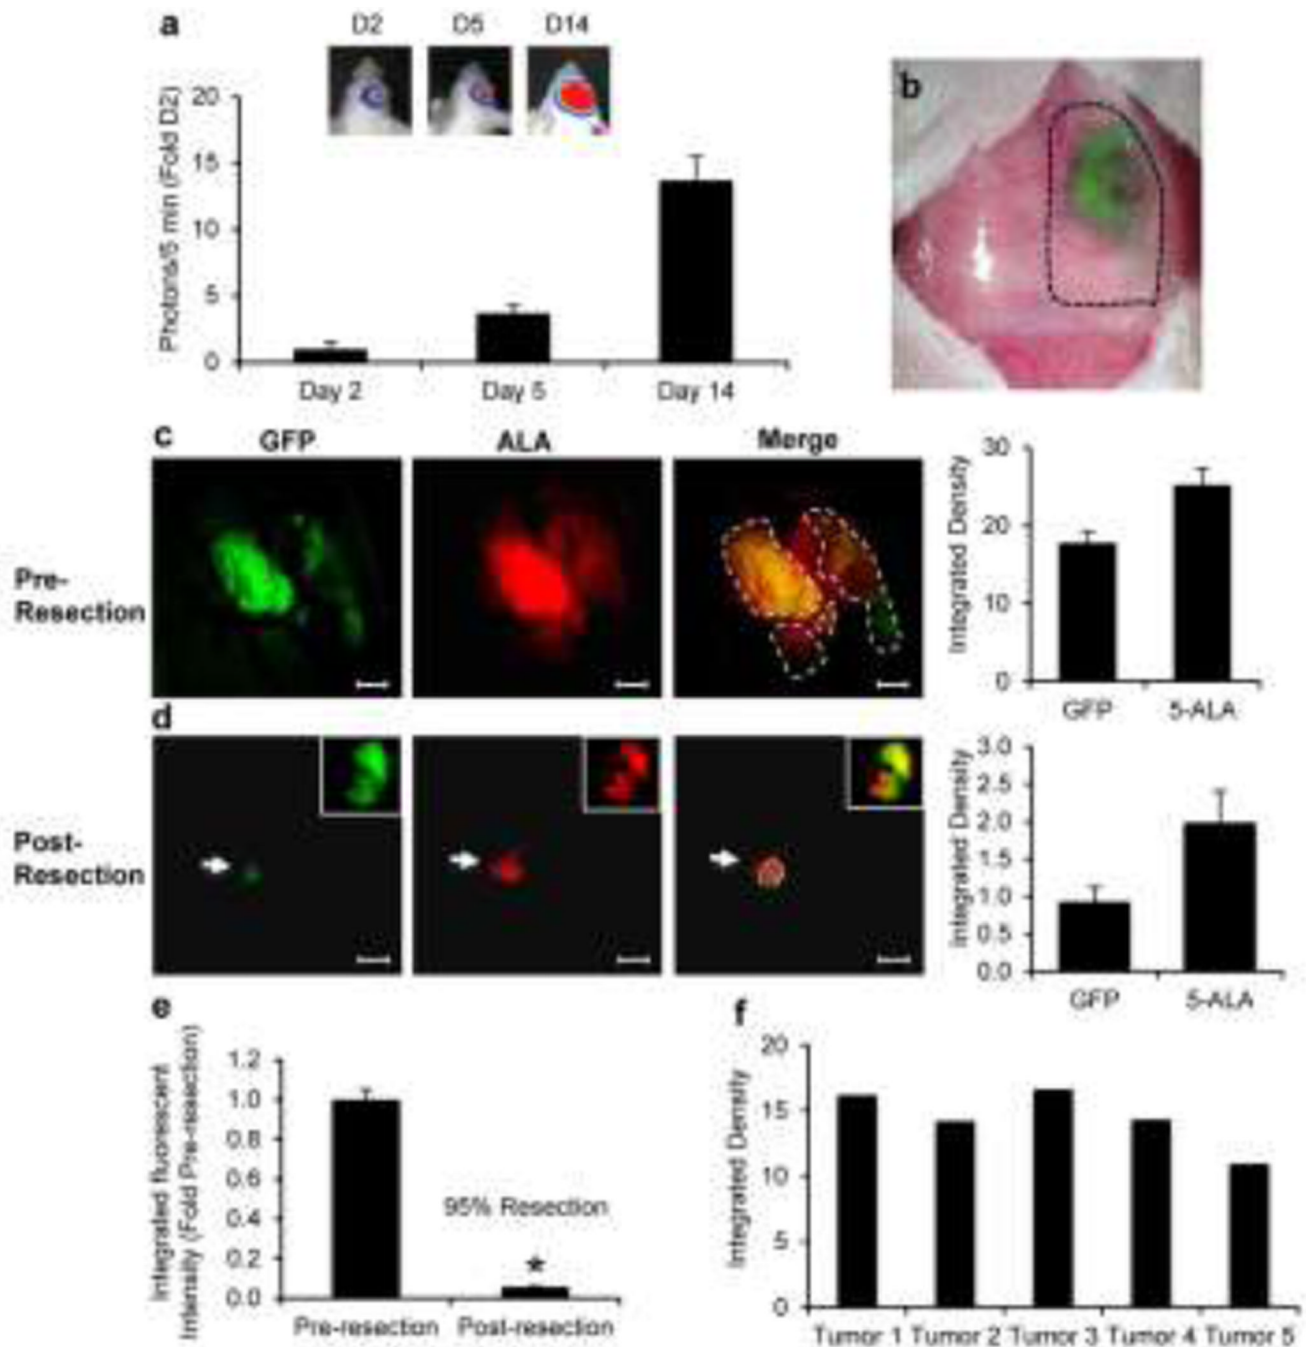 a
D2 D5 D14
Photons/5 min (Fold D2)
20
15
10
5
0
Day 2 Day 5 Day 14
b
c
GFP ALA Merge
Pre-
Resection
Integrated Density
30
20
10
0
GFP 5-ALA
d
Post-
Resection
Integrated Density
3.0
2.5
2.0
1.5
1.0
0.5
0.0
GFP 5-ALA
e
Integrated fluorescent
Intensity (Fold Pre-resection)
1.2
1.0
0.8
0.6
0.4
0.2
0.0
95% Resection
*
Pre-resection Post-resection
f
Integrated Density
20
15
10
5
0
Tumor 1 Tumor 2 Tumor 3 Tumor 4 Tumor 5